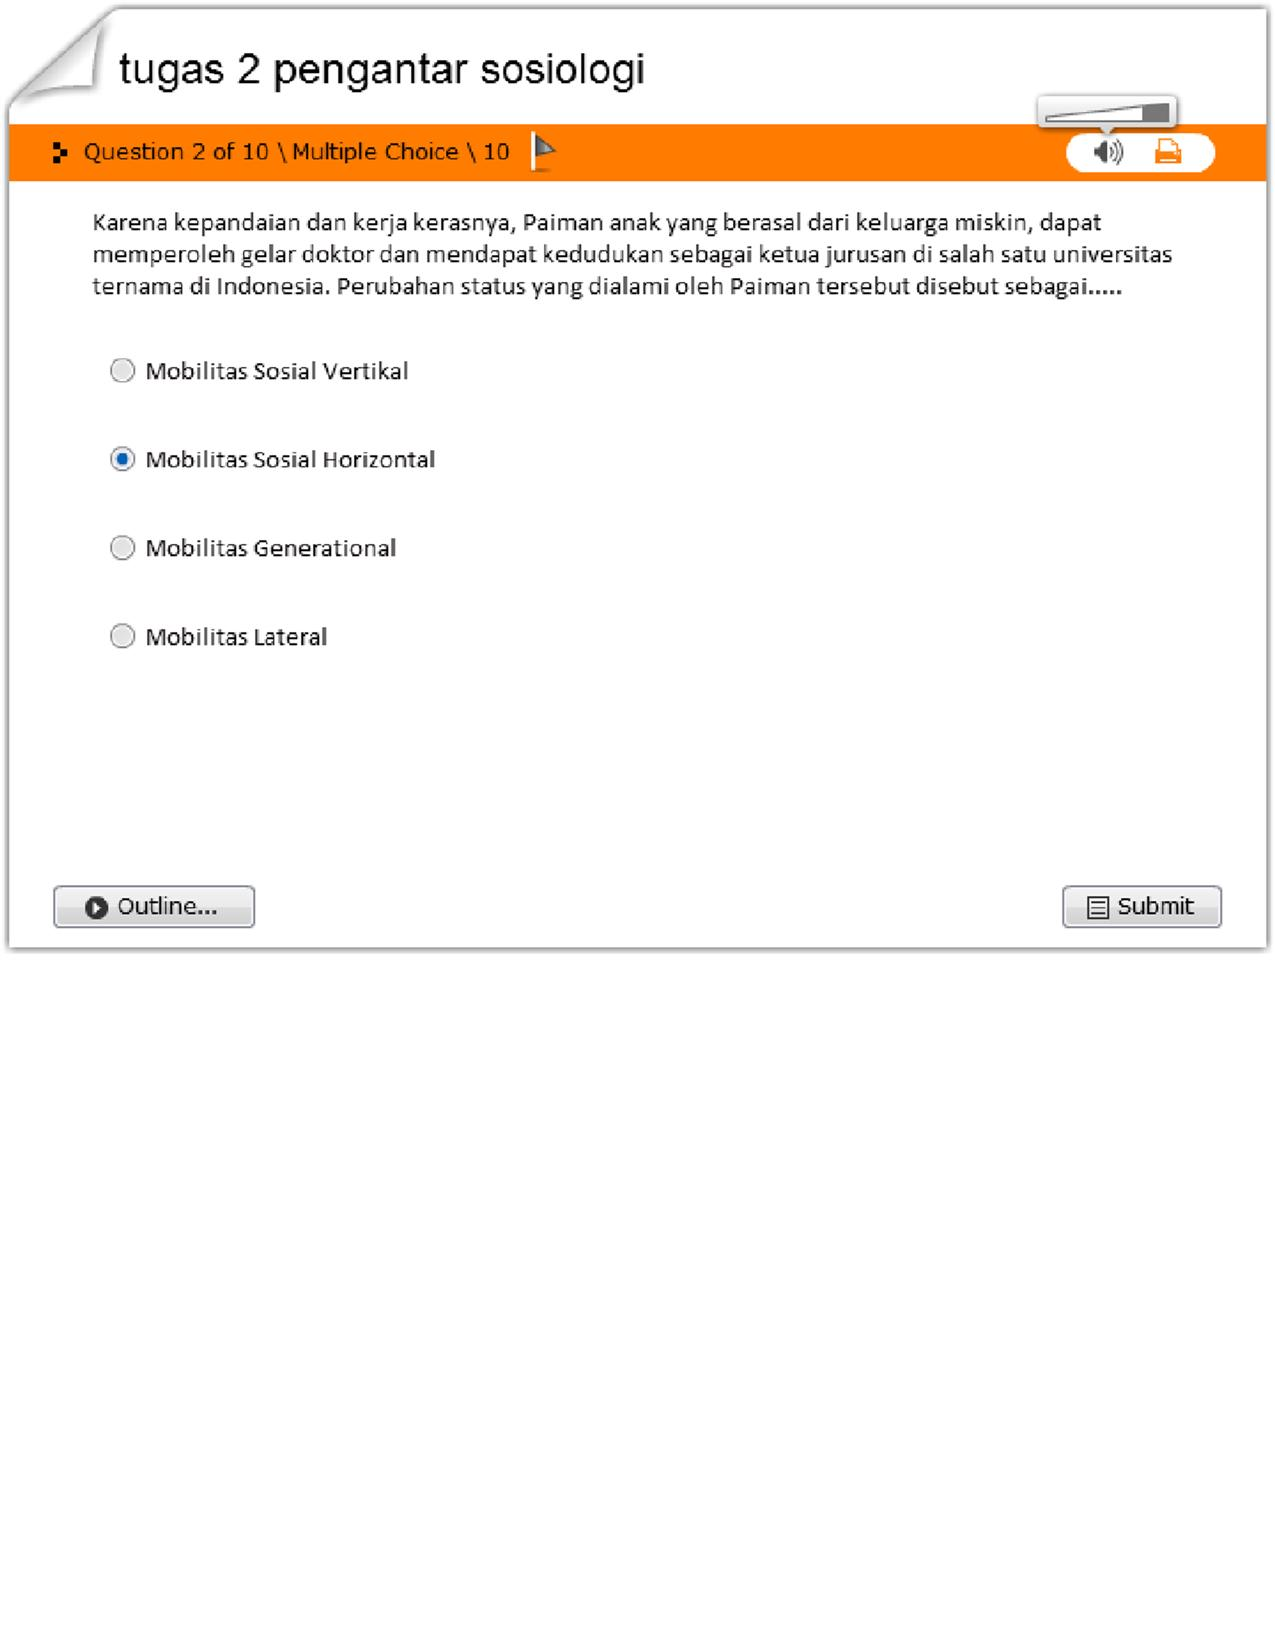 tugas 2 pengantar sosiologi
Question 2 of 10 \ Multiple Choice \ 10
Karena kepandaian dan kerja kerasnya, Paiman anak yang berasal dari keluarga miskin, dapat
memperoleh gelar doktor dan mendapat kedudukan sebagai ketua jurusan di salah satu universitas
ternama di Indonesia. Perubahan status yang dialami oleh Paiman tersebut disebut sebagai.....
Mobilitas Sosial Vertikal
Mobilitas Sosial Horizontal
Mobilitas Generational
Mobilitas Lateral
Outline...
Submit